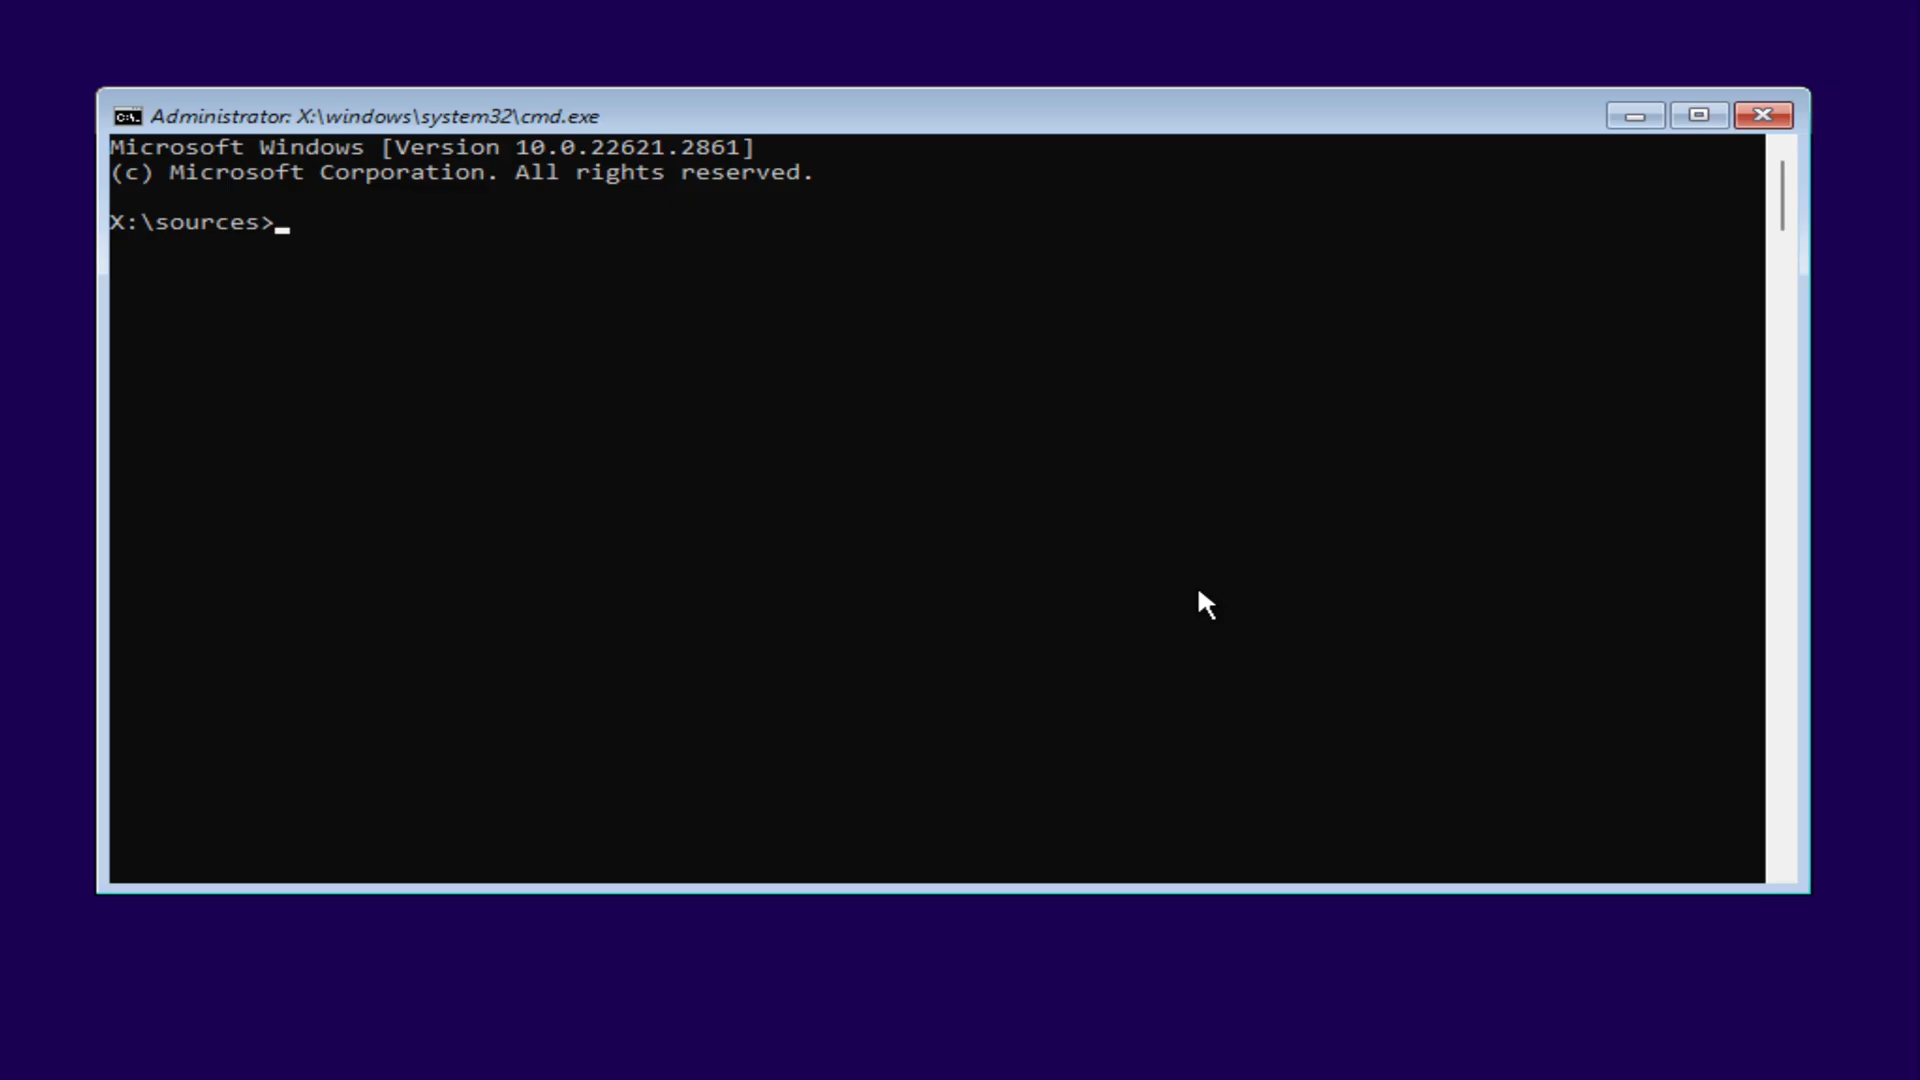 Administrator: X:\windows\system32\cmd.exe
Microsoft Windows [Version 10.0.22621.2861]
(c) Microsoft Corporation. All rights reserved.
X:\sources>